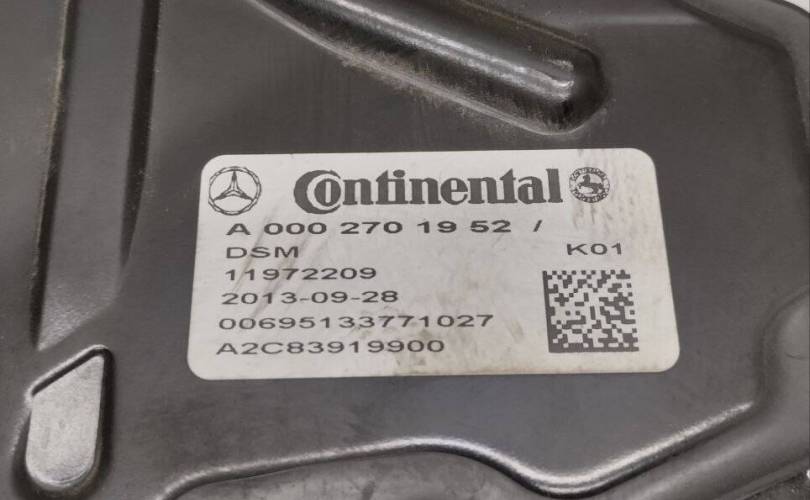 Continental
A 000 270 19 52 /
DSM K01
11972209
2013-09-28
00695133771027
A2C83919900